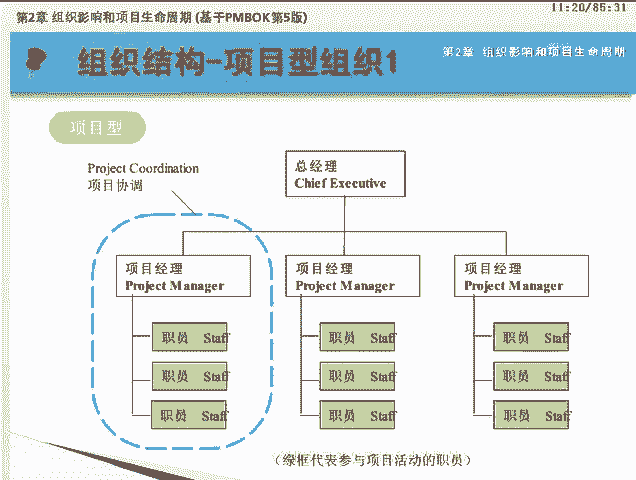 11:20/85:31
第2章 组织影响和项目生命周期 (基于PMBOK第5版)
组织结构-项目型组织1
第2章 组织影响和项目生命周期
项目型
Project Coordination
项目协调
总经理
Chief Executive
项目经理
Project Manager
项目经理
Project Manager
项目经理
Project Manager
职员 Staff
职员 Staff
职员 Staff
职员 Staff
职员 Staff
职员 Staff
职员 Staff
职员 Staff
职员 Staff
(绿框代表参与项目活动的职员)